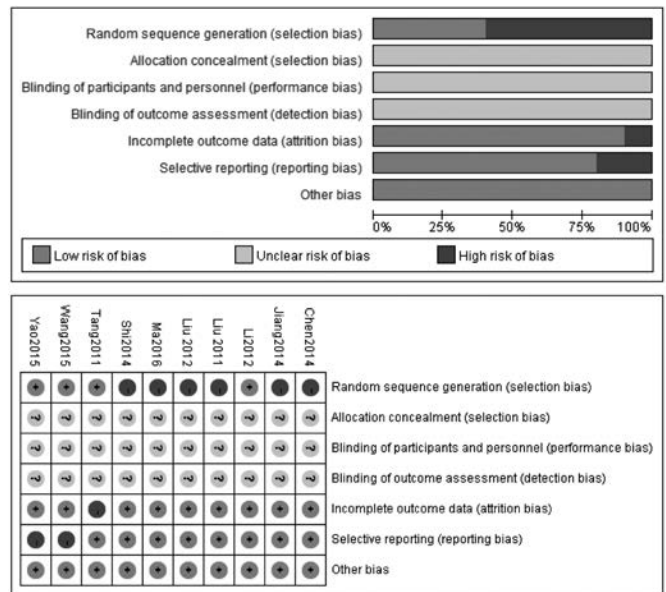 Random sequence generation (selection bias)
Allocation concealment (selection bias)
Blinding of participants and personnel (performance bias)
Blinding of outcome assessment (detection bias)
Incomplete outcome data (attrition bias)
Selective reporting (reporting bias)
Other bias
0% 25% 50% 75% 100%
Low risk of bias Unclear risk of bias High risk of bias
Yao2015 Wang2015 Tang2011 Shi2014 Ma2016 Liu 2012 Liu 2011 Li2012 Jiang2014 Chen2014
+ + + - - - - + - - Random sequence generation (selection bias)
? ? ? ? ? ? ? ? ? ? Allocation concealment (selection bias)
? ? ? ? ? ? ? ? ? ? Blinding of participants and personnel (performance bias)
? ? ? ? ? ? ? ? ? ? Blinding of outcome assessment (detection bias)
+ + - + + + + + + + Incomplete outcome data (attrition bias)
- - + + + + + + + + Selective reporting (reporting bias)
+ + + + + + + + + + Other bias